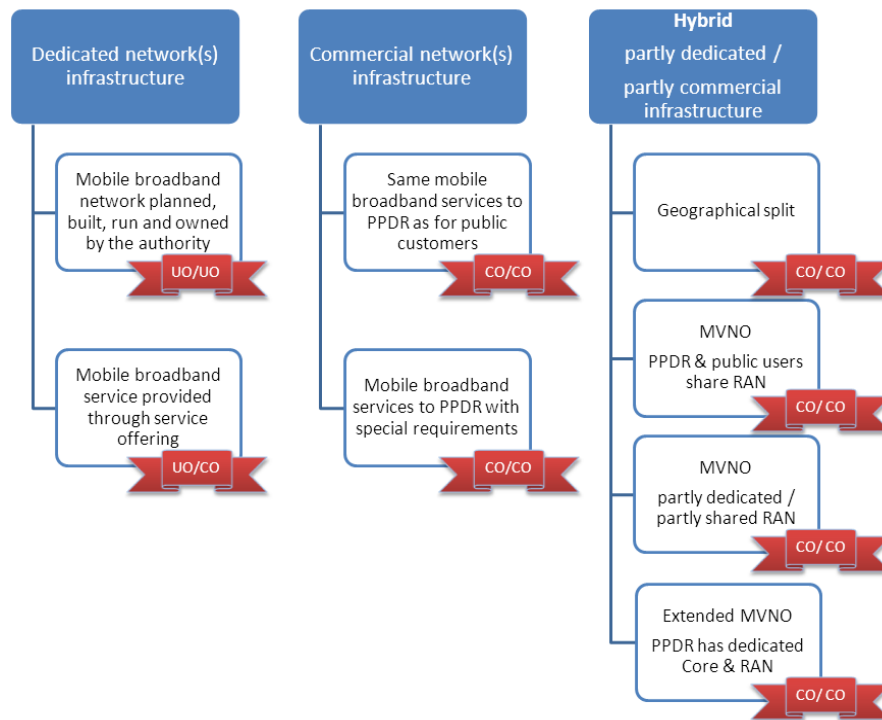 Dedicated network(s)
infrastructure
Mobile broadband
network planned,
built, run and owned
by the authority
UO/UO
Mobile broadband
service provided
through service
offering
UO/CO
Commercial network(s)
infrastructure
Same mobile
broadband services to
PPDR as for public
customers
CO/CO
Mobile broadband
services to PPDR with
special requirements
CO/CO
Hybrid
partly dedicated /
partly commercial
infrastructure
Geographical split
CO/ CO
MVNO
PPDR & public users
share RAN
CO/ CO
MVNO
partly dedicated /
partly shared RAN
CO/ CO
Extended MVNO
PPDR has dedicated
Core & RAN
CO/ CO